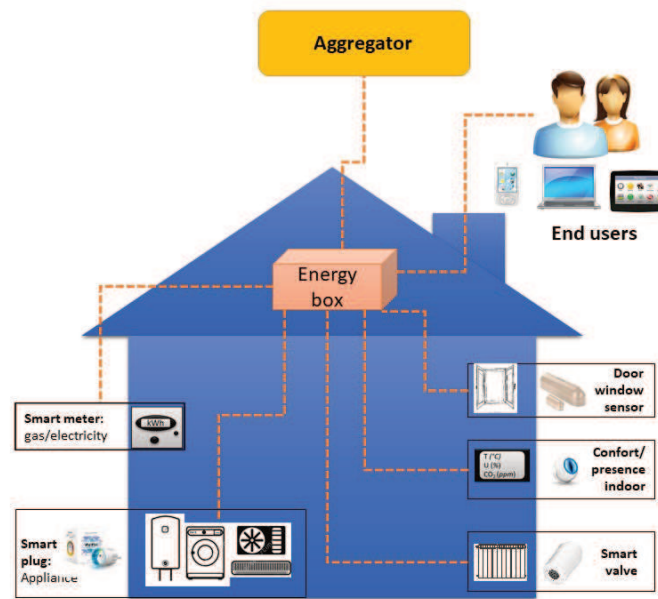 Aggregator
End users
Energy
box
Smart meter:
gas/electricity
kWh
Door
window
sensor
T (°C)
U (N)
CO₂ (ppm)
Confort/
presence
indoor
Smart
plug:
Appliance
Smart
valve